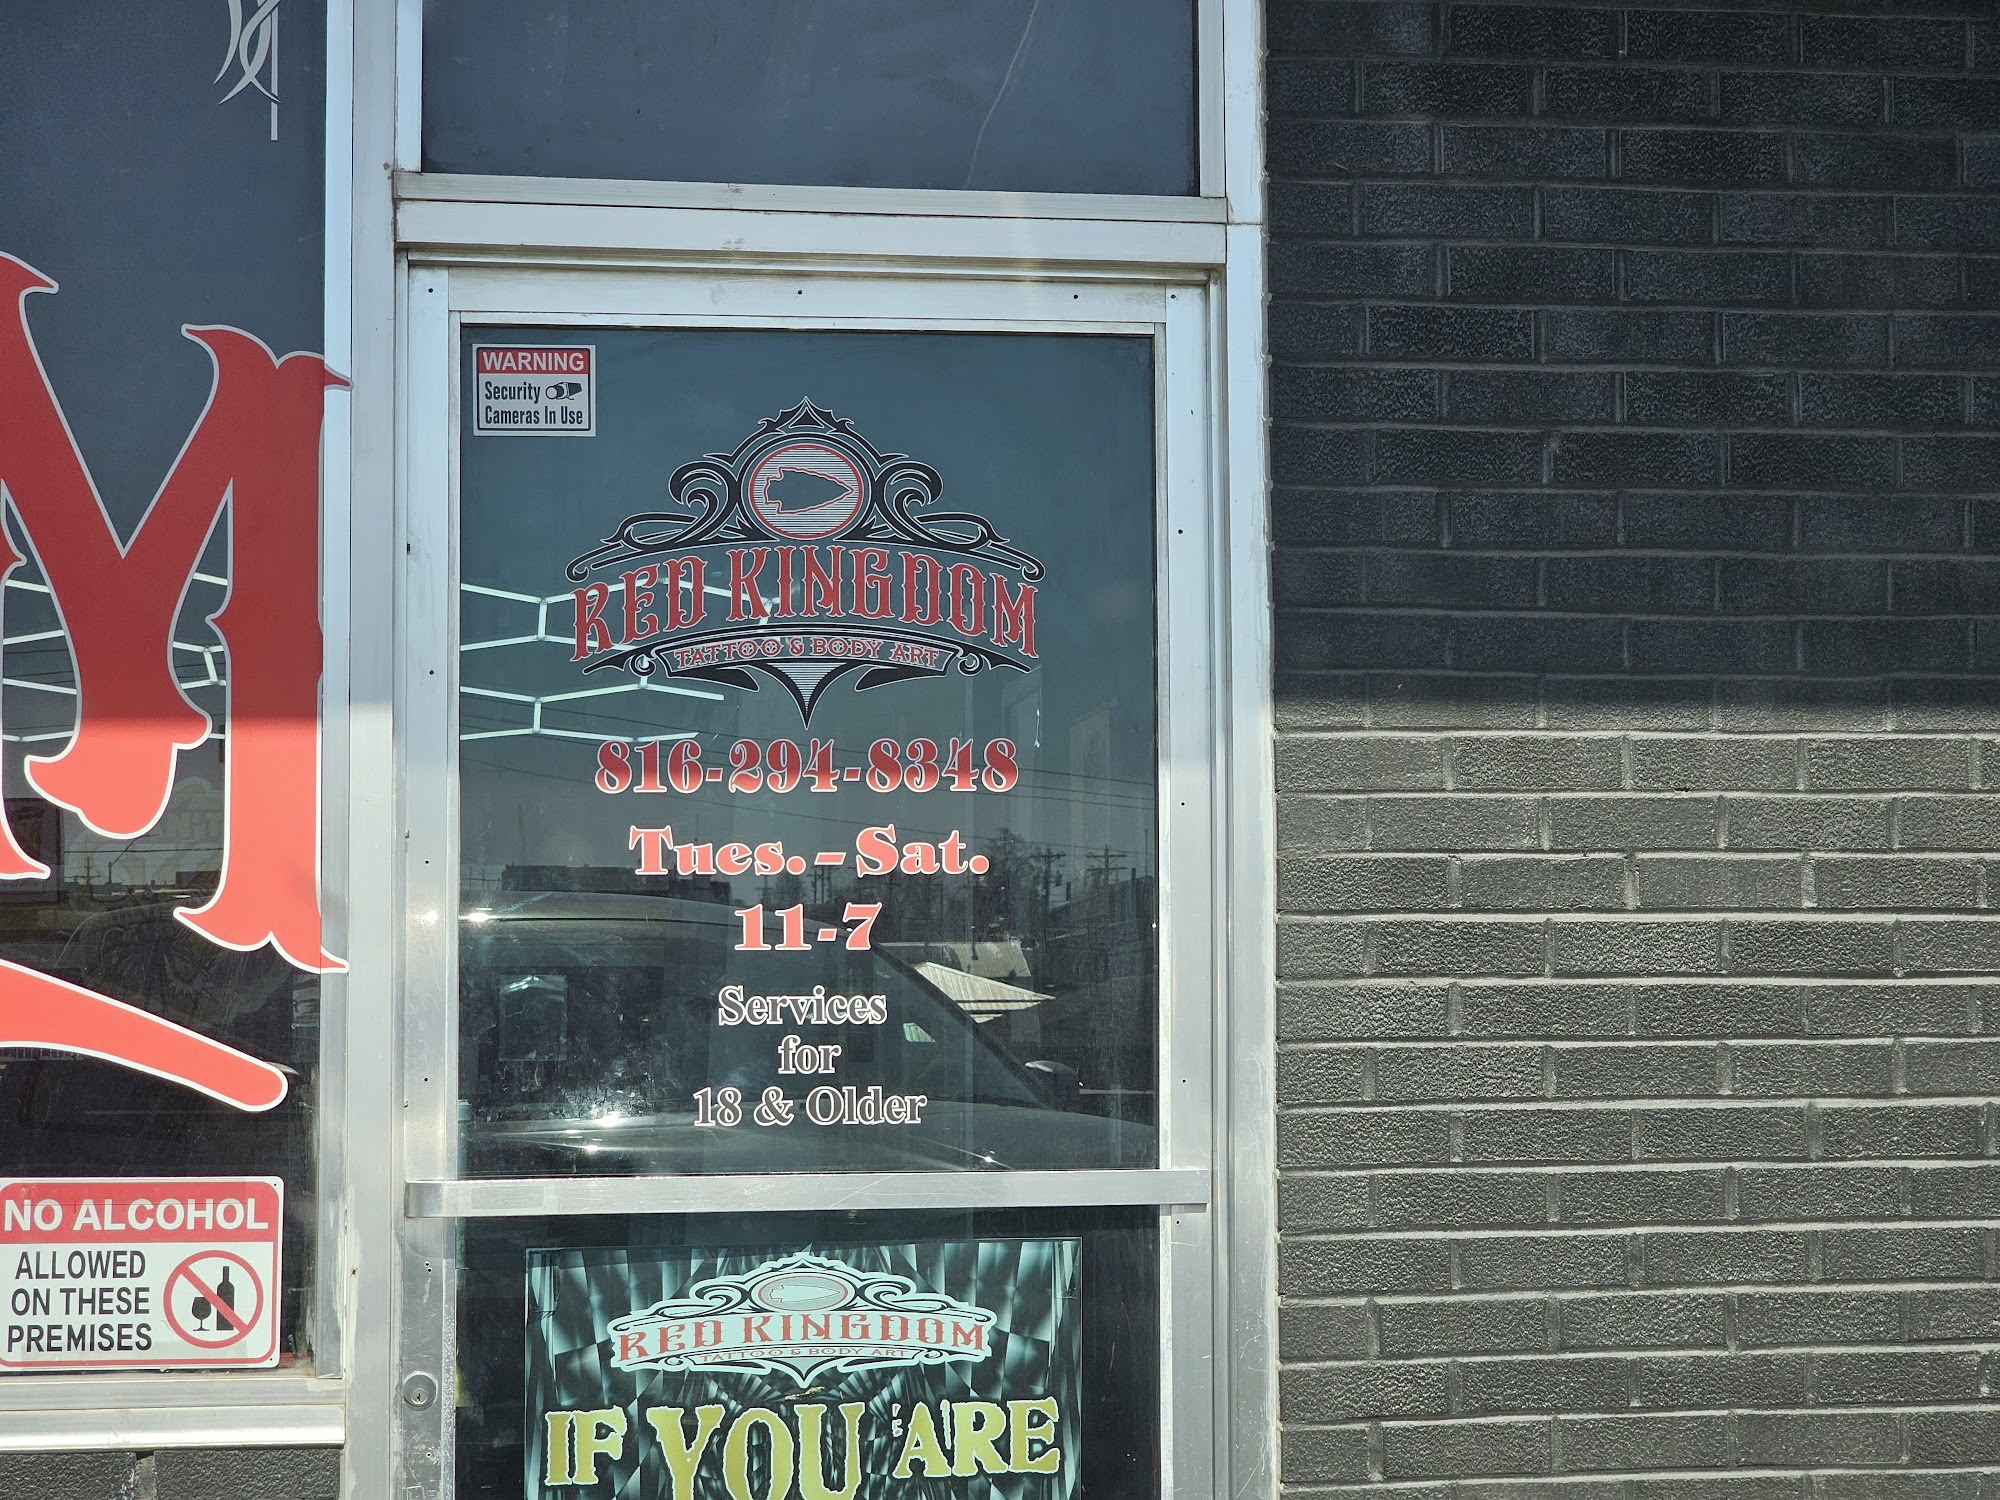 M
WARNING
Security
Cameras In Use
RED KINGDOM
TATTOO & BODY ART
816-294-8348
Tues. - Sat.
11-7
Services
for
18 & Older
NO ALCOHOL
ALLOWED
ON THESE
PREMISES
RED KINGDOM
TATTOO & BODY ART
IF YOU ARE